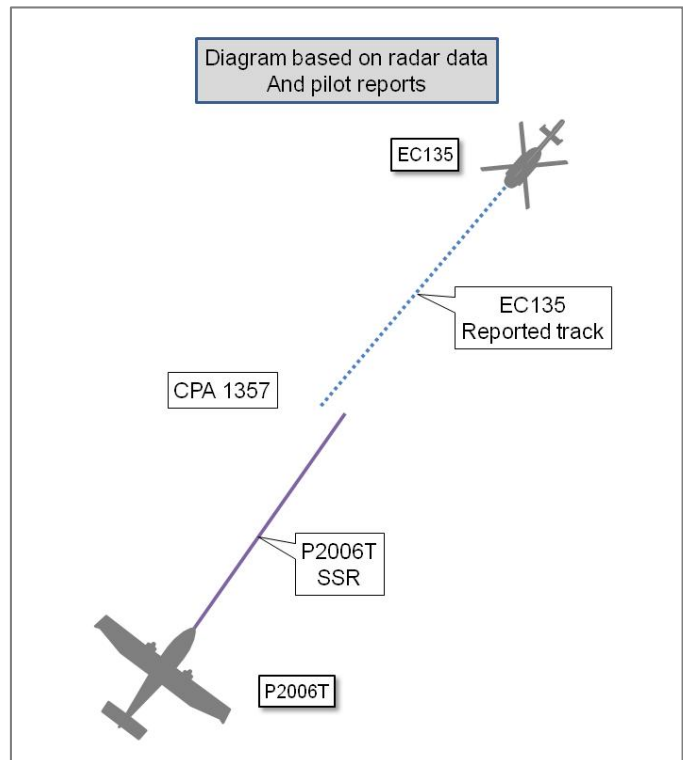 Diagram based on radar data
And pilot reports
EC135
EC135
Reported track
CPA 1357
P2006T
SSR
P2006T